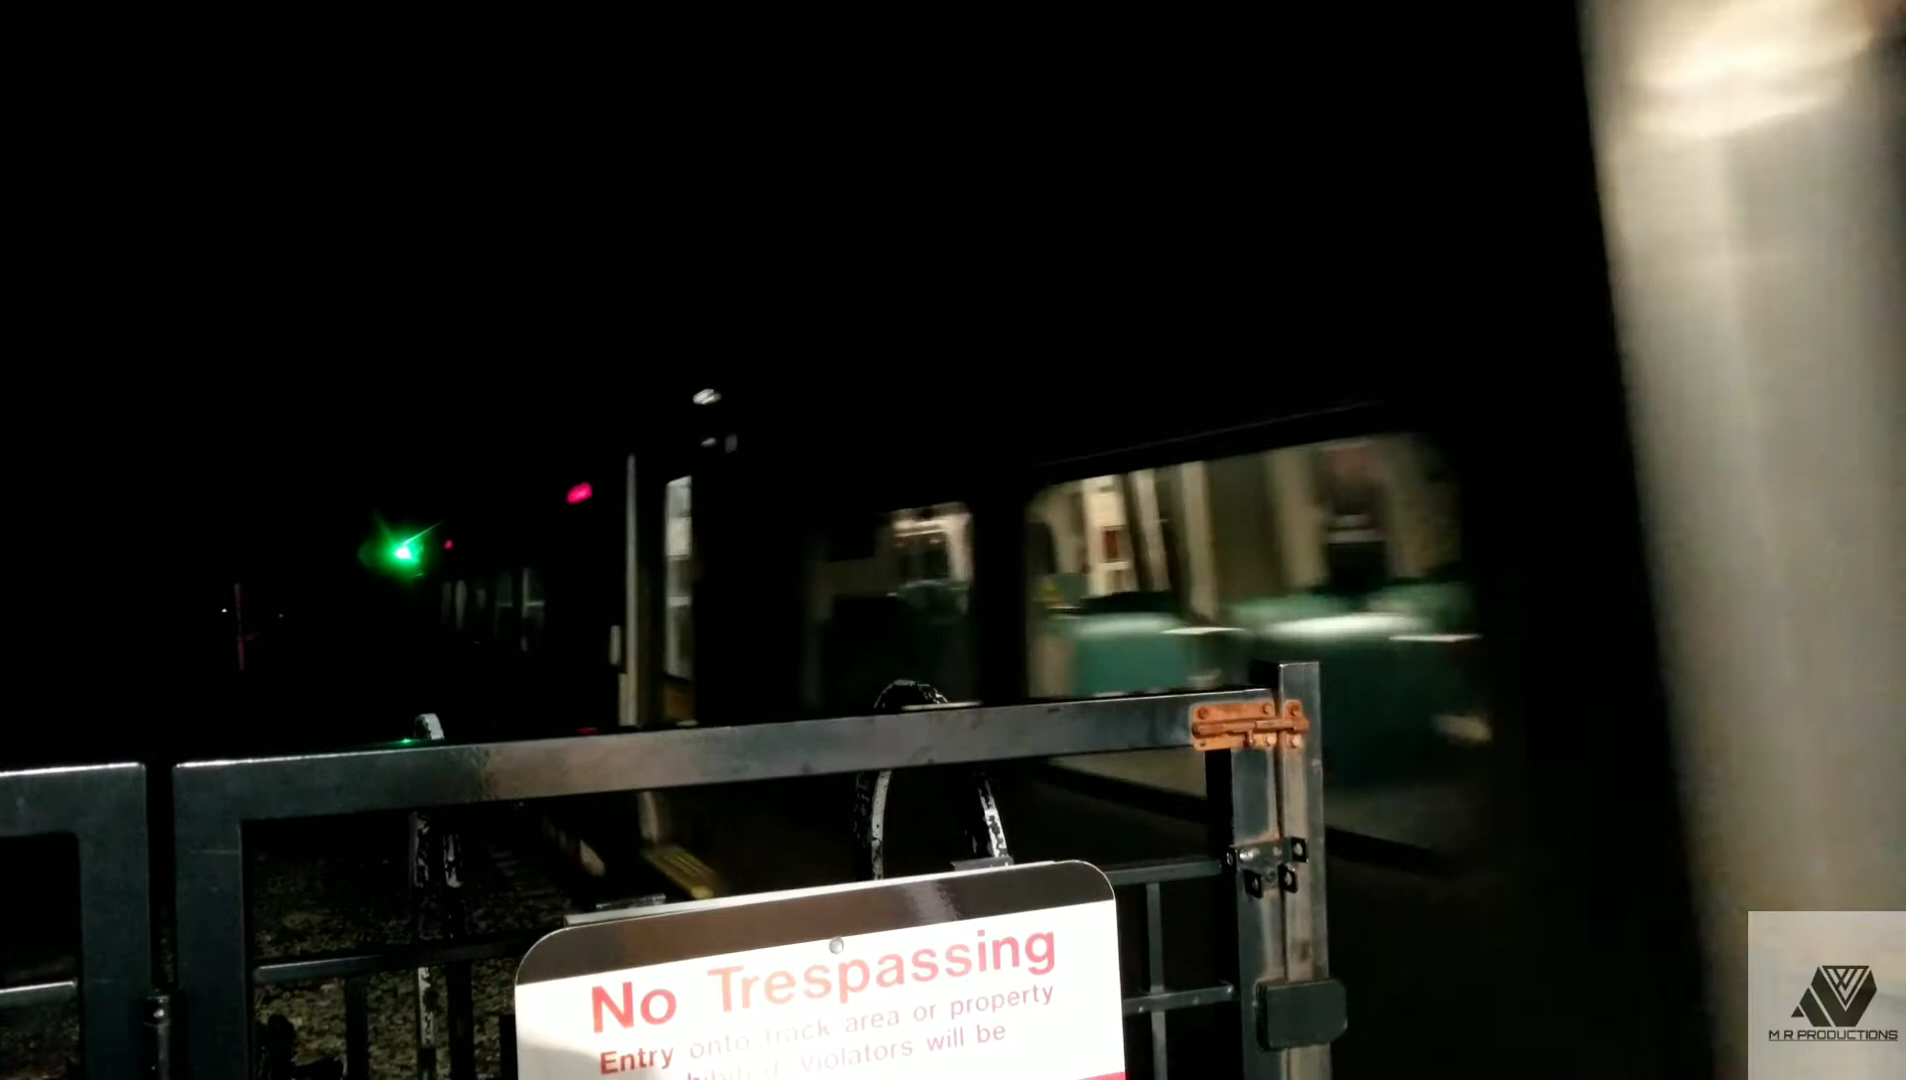 No Trespassing
Entry onto track area or property
Violators will be
M R PRODUCTIONS